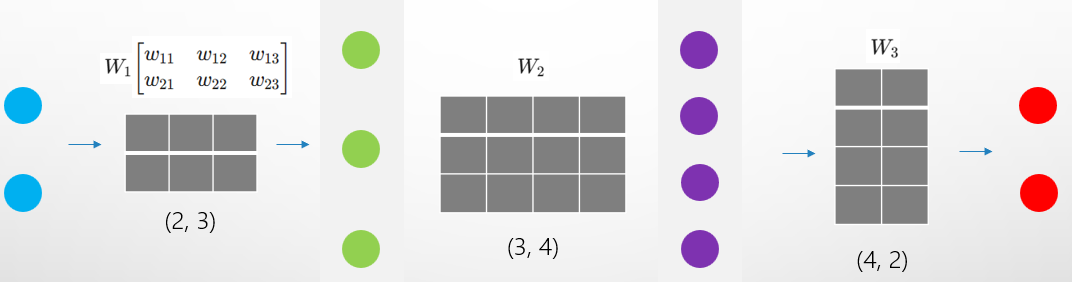 W₁ [w₁₁ w₁₂ w₁₃
w₂₁ w₂₂ w₂₃]
(2, 3)
W₂
(3, 4)
W₃
(4, 2)